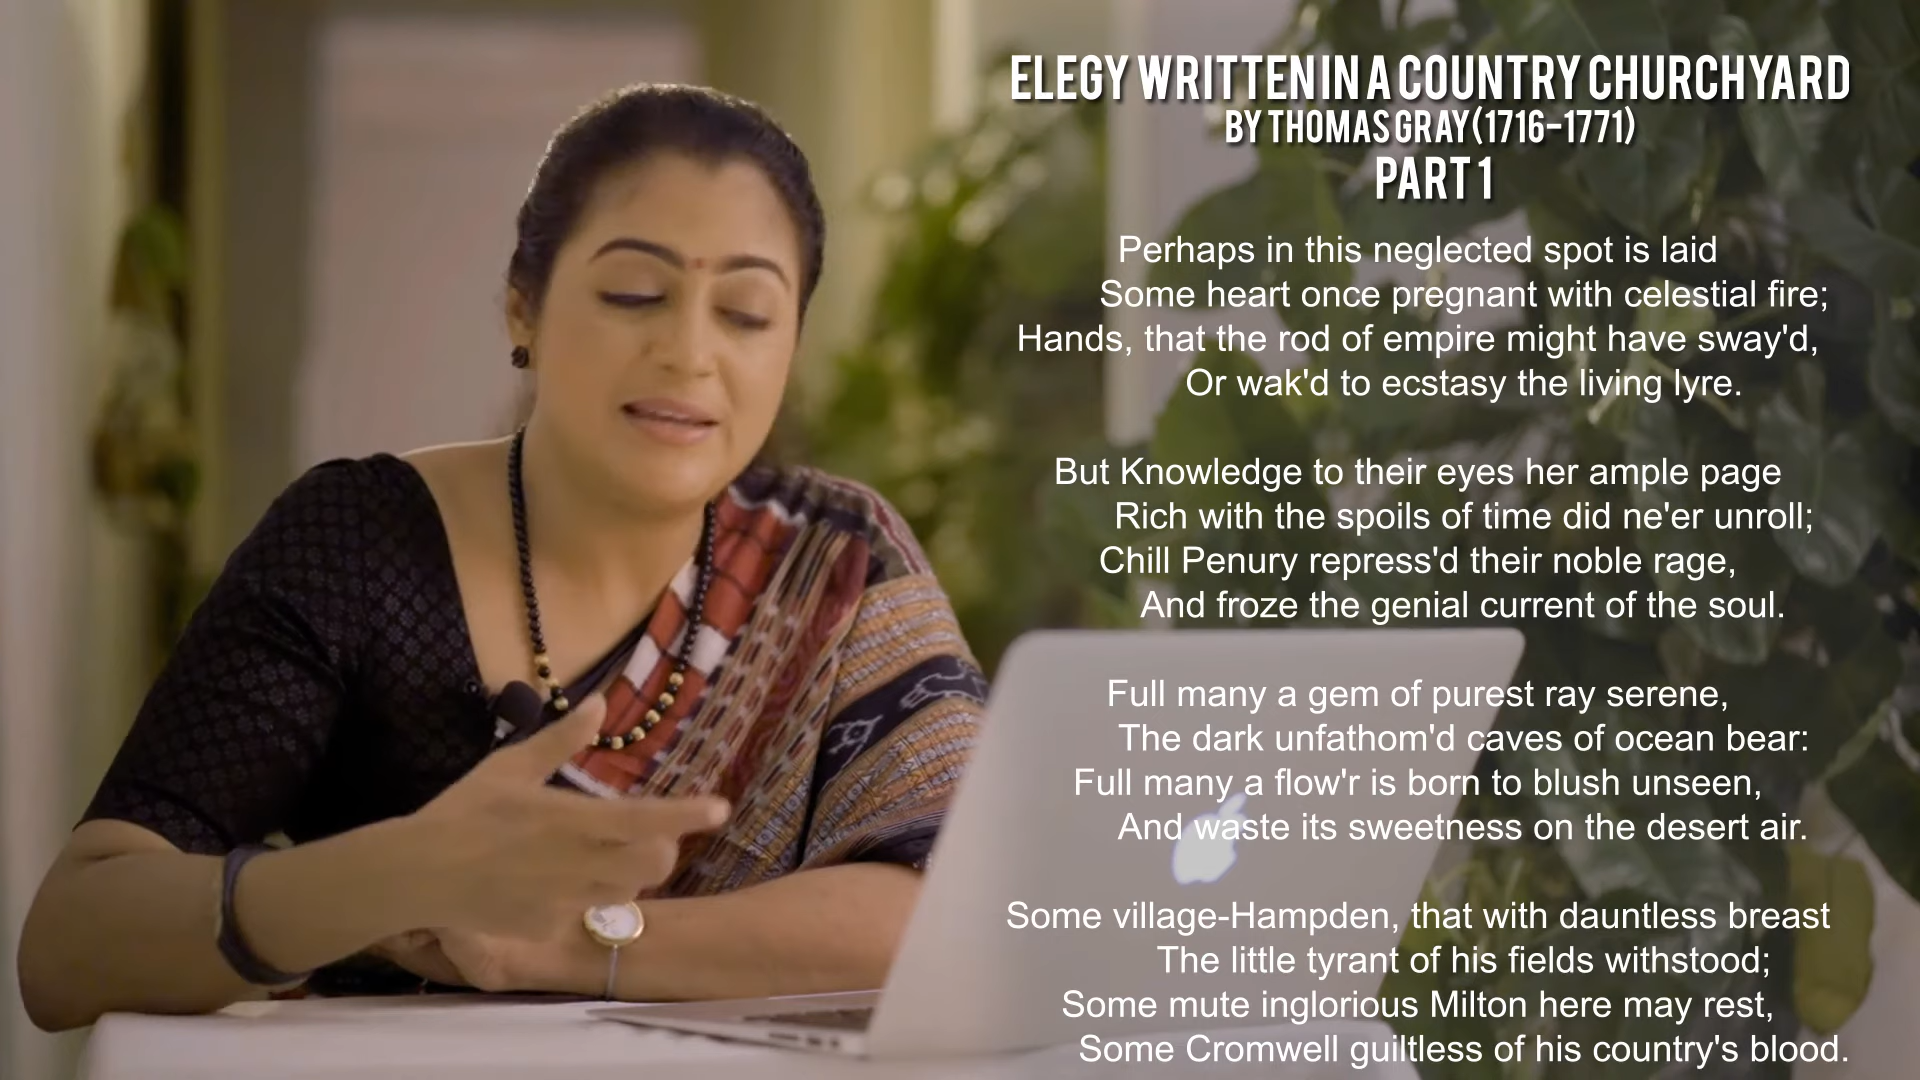 ELEGY WRITTEN IN A COUNTRY CHURCHYARD
BY THOMAS GRAY (1716-1771)
PART 1
Perhaps in this neglected spot is laid
Some heart once pregnant with celestial fire;
Hands, that the rod of empire might have sway'd,
Or wak'd to ecstasy the living lyre.
But Knowledge to their eyes her ample page
Rich with the spoils of time did ne'er unroll;
Chill Penury repress'd their noble rage,
And froze the genial current of the soul.
Full many a gem of purest ray serene,
The dark unfathom'd caves of ocean bear:
Full many a flow'r is born to blush unseen,
And waste its sweetness on the desert air.
Some village-Hampden, that with dauntless breast
The little tyrant of his fields withstood;
Some mute inglorious Milton here may rest,
Some Cromwell guiltless of his country's blood.